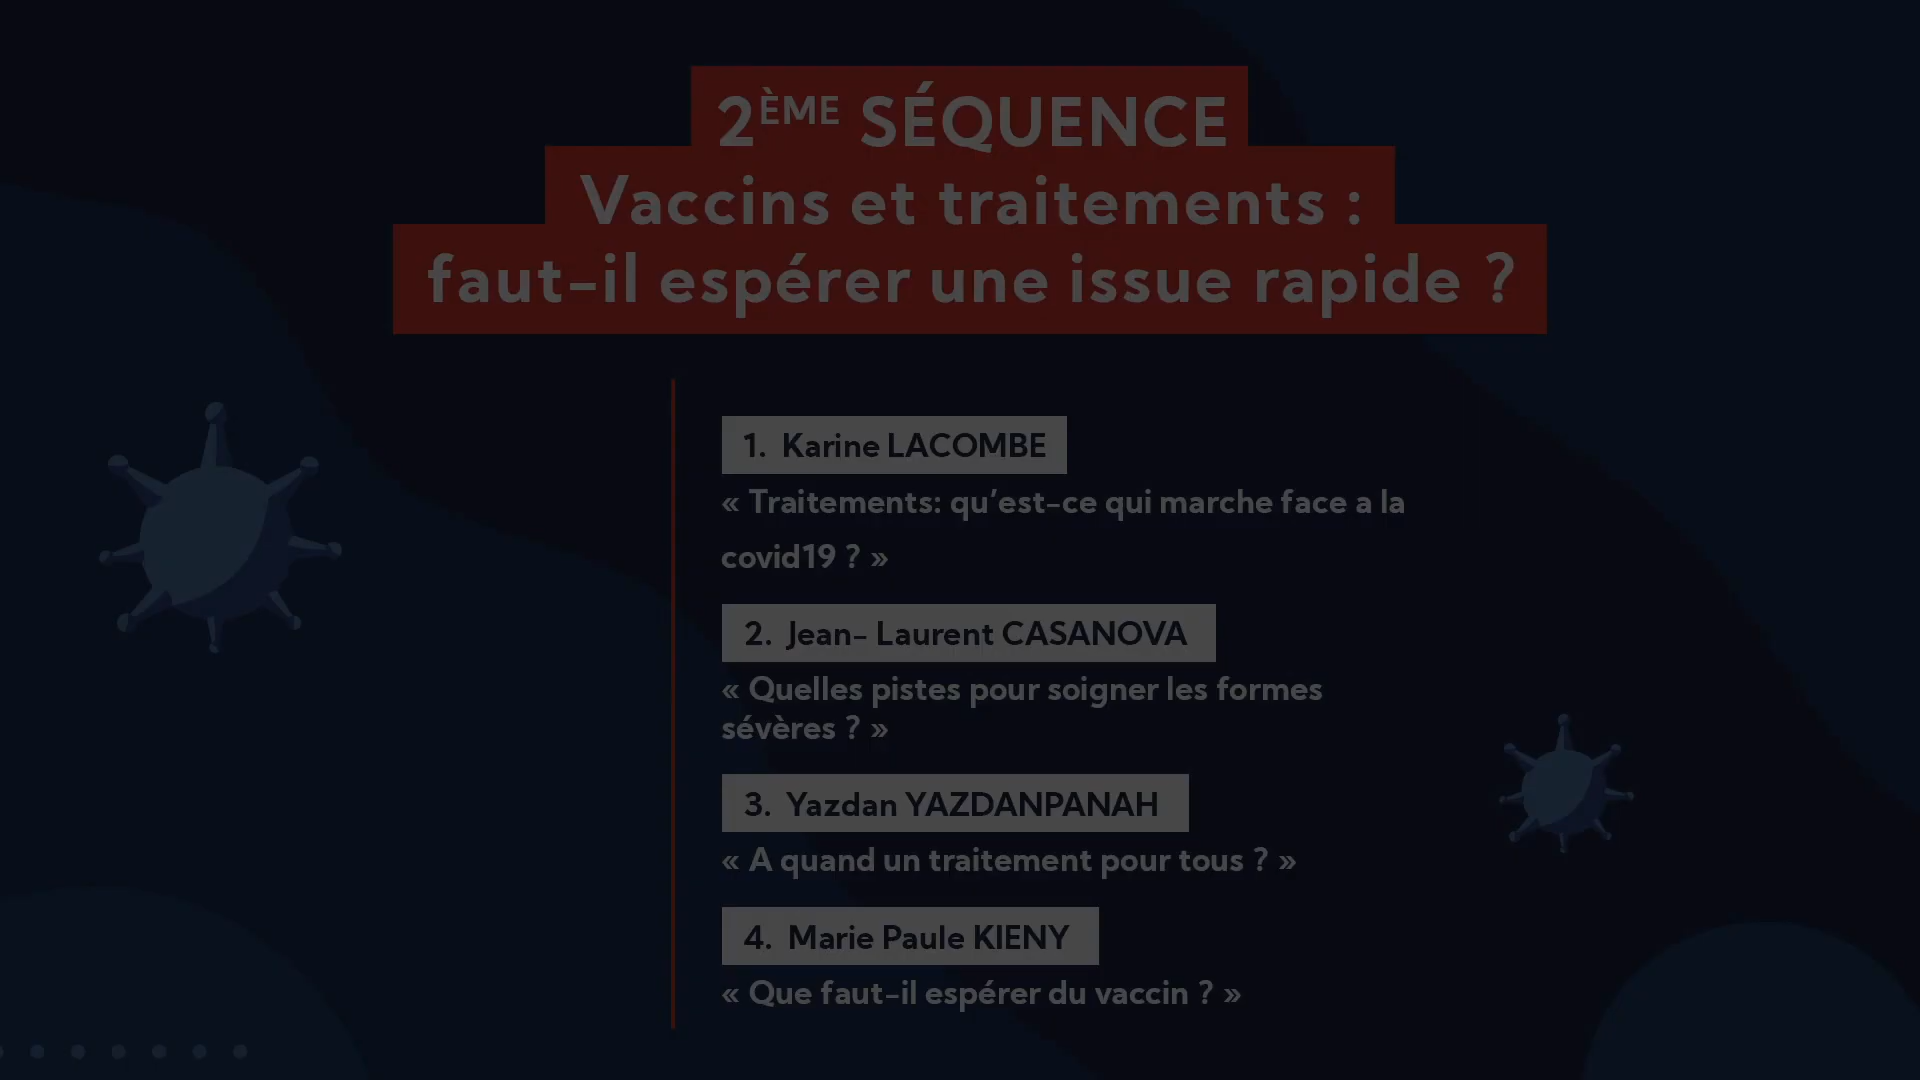 2ÈME SÉQUENCE
Vaccins et traitements :
faut-il espérer une issue rapide ?
1. Karine LACOMBE
« Traitements: qu’est-ce qui marche face a la
covid19 ? »
2. Jean- Laurent CASANOVA
« Quelles pistes pour soigner les formes
sévères ? »
3. Yazdan YAZDANPANAH
« A quand un traitement pour tous ? »
4. Marie Paule KIENY
« Que faut-il espérer du vaccin ? »